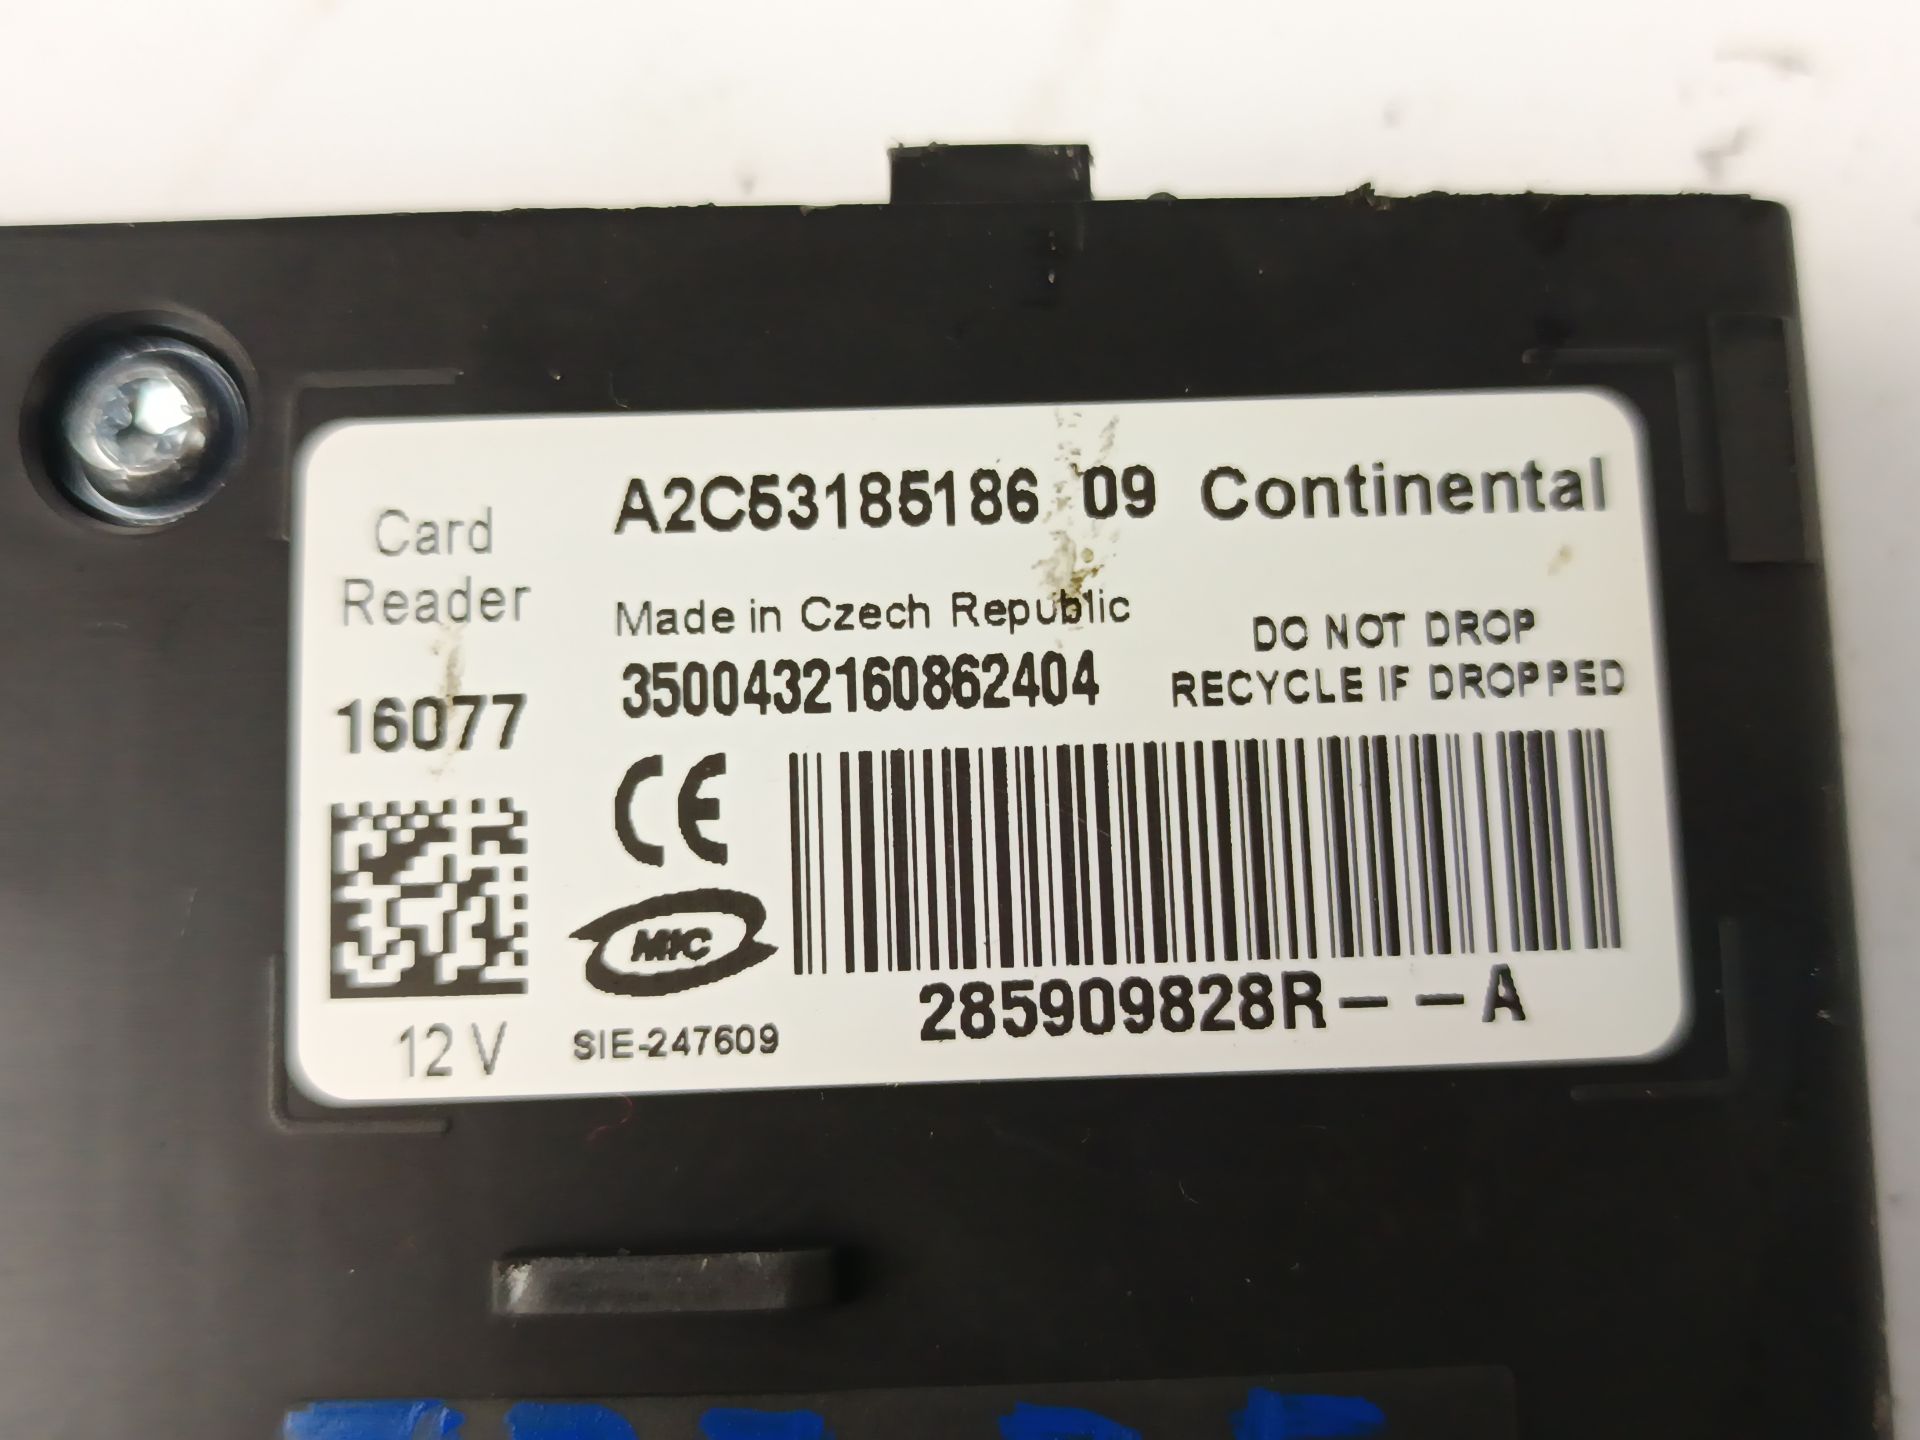 Card
Reader
16077
12 V
A2C53185186 09 Continental
Made in Czech Republic
3500432160862404
DO NOT DROP
RECYCLE IF DROPPED
CE
MIC
SIE-247609
285909828R--A